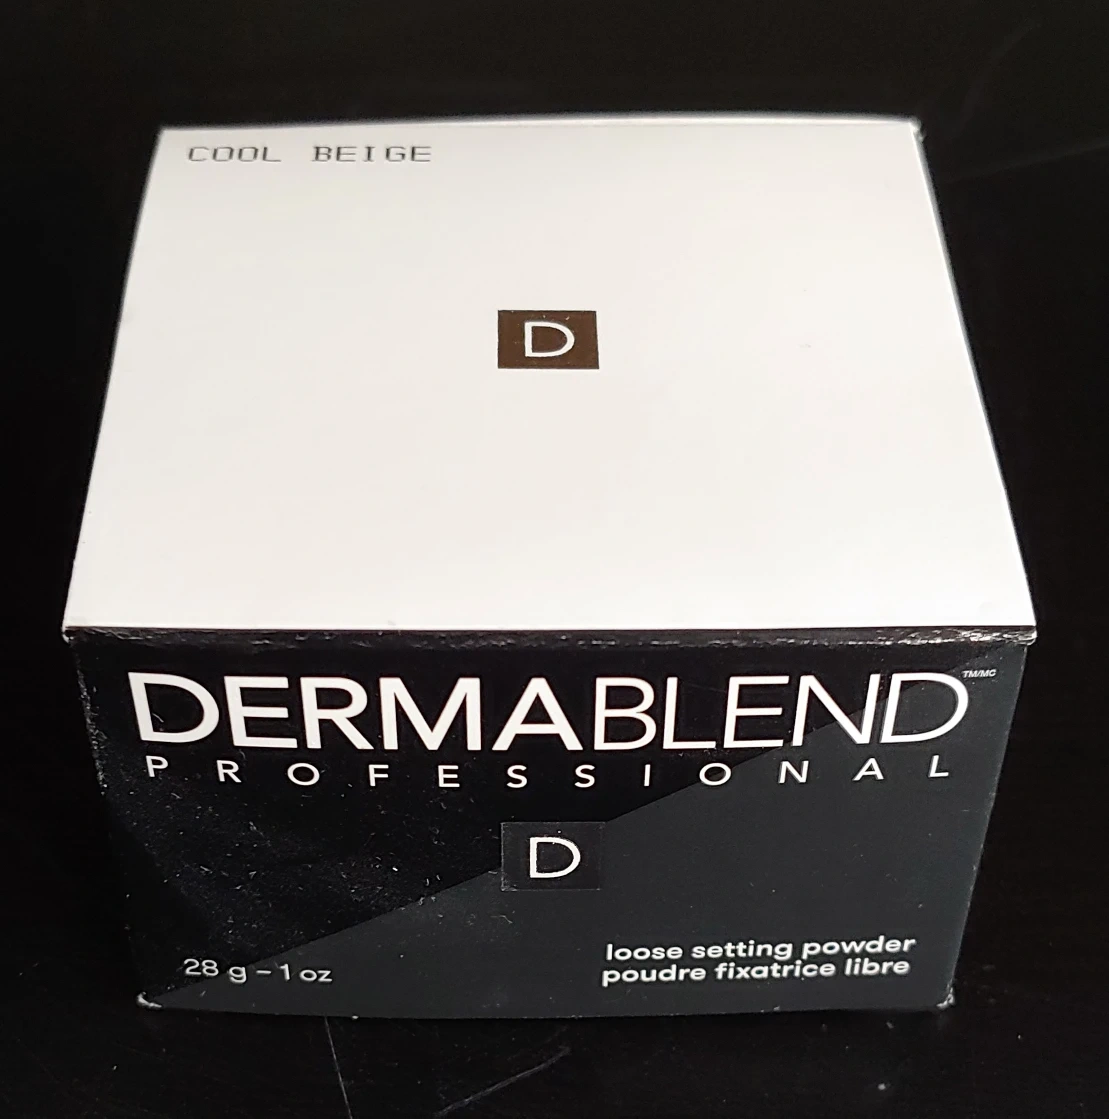 COOL BEIGE
D
DERMABLEND TM/MC
PROFESSIONAL
D
28 g – 1 oz
loose setting powder
poudre fixatrice libre